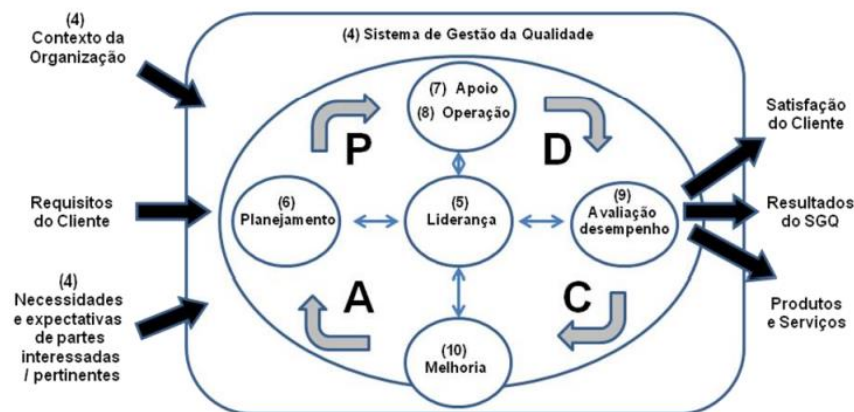 (4)
Contexto da
Organização
(4) Sistema de Gestão da Qualidade
(7) Apoio
(8) Operação
P
D
Satisfação
do Cliente
Requisitos
do Cliente
(6)
Planejamento
(5)
Liderança
(9)
Avaliação
desempenho
Resultados
do SGQ
A
C
(4)
Necessidades
e expectativas
de partes
interessadas
/ pertinentes
(10)
Melhoria
Produtos
e Serviços